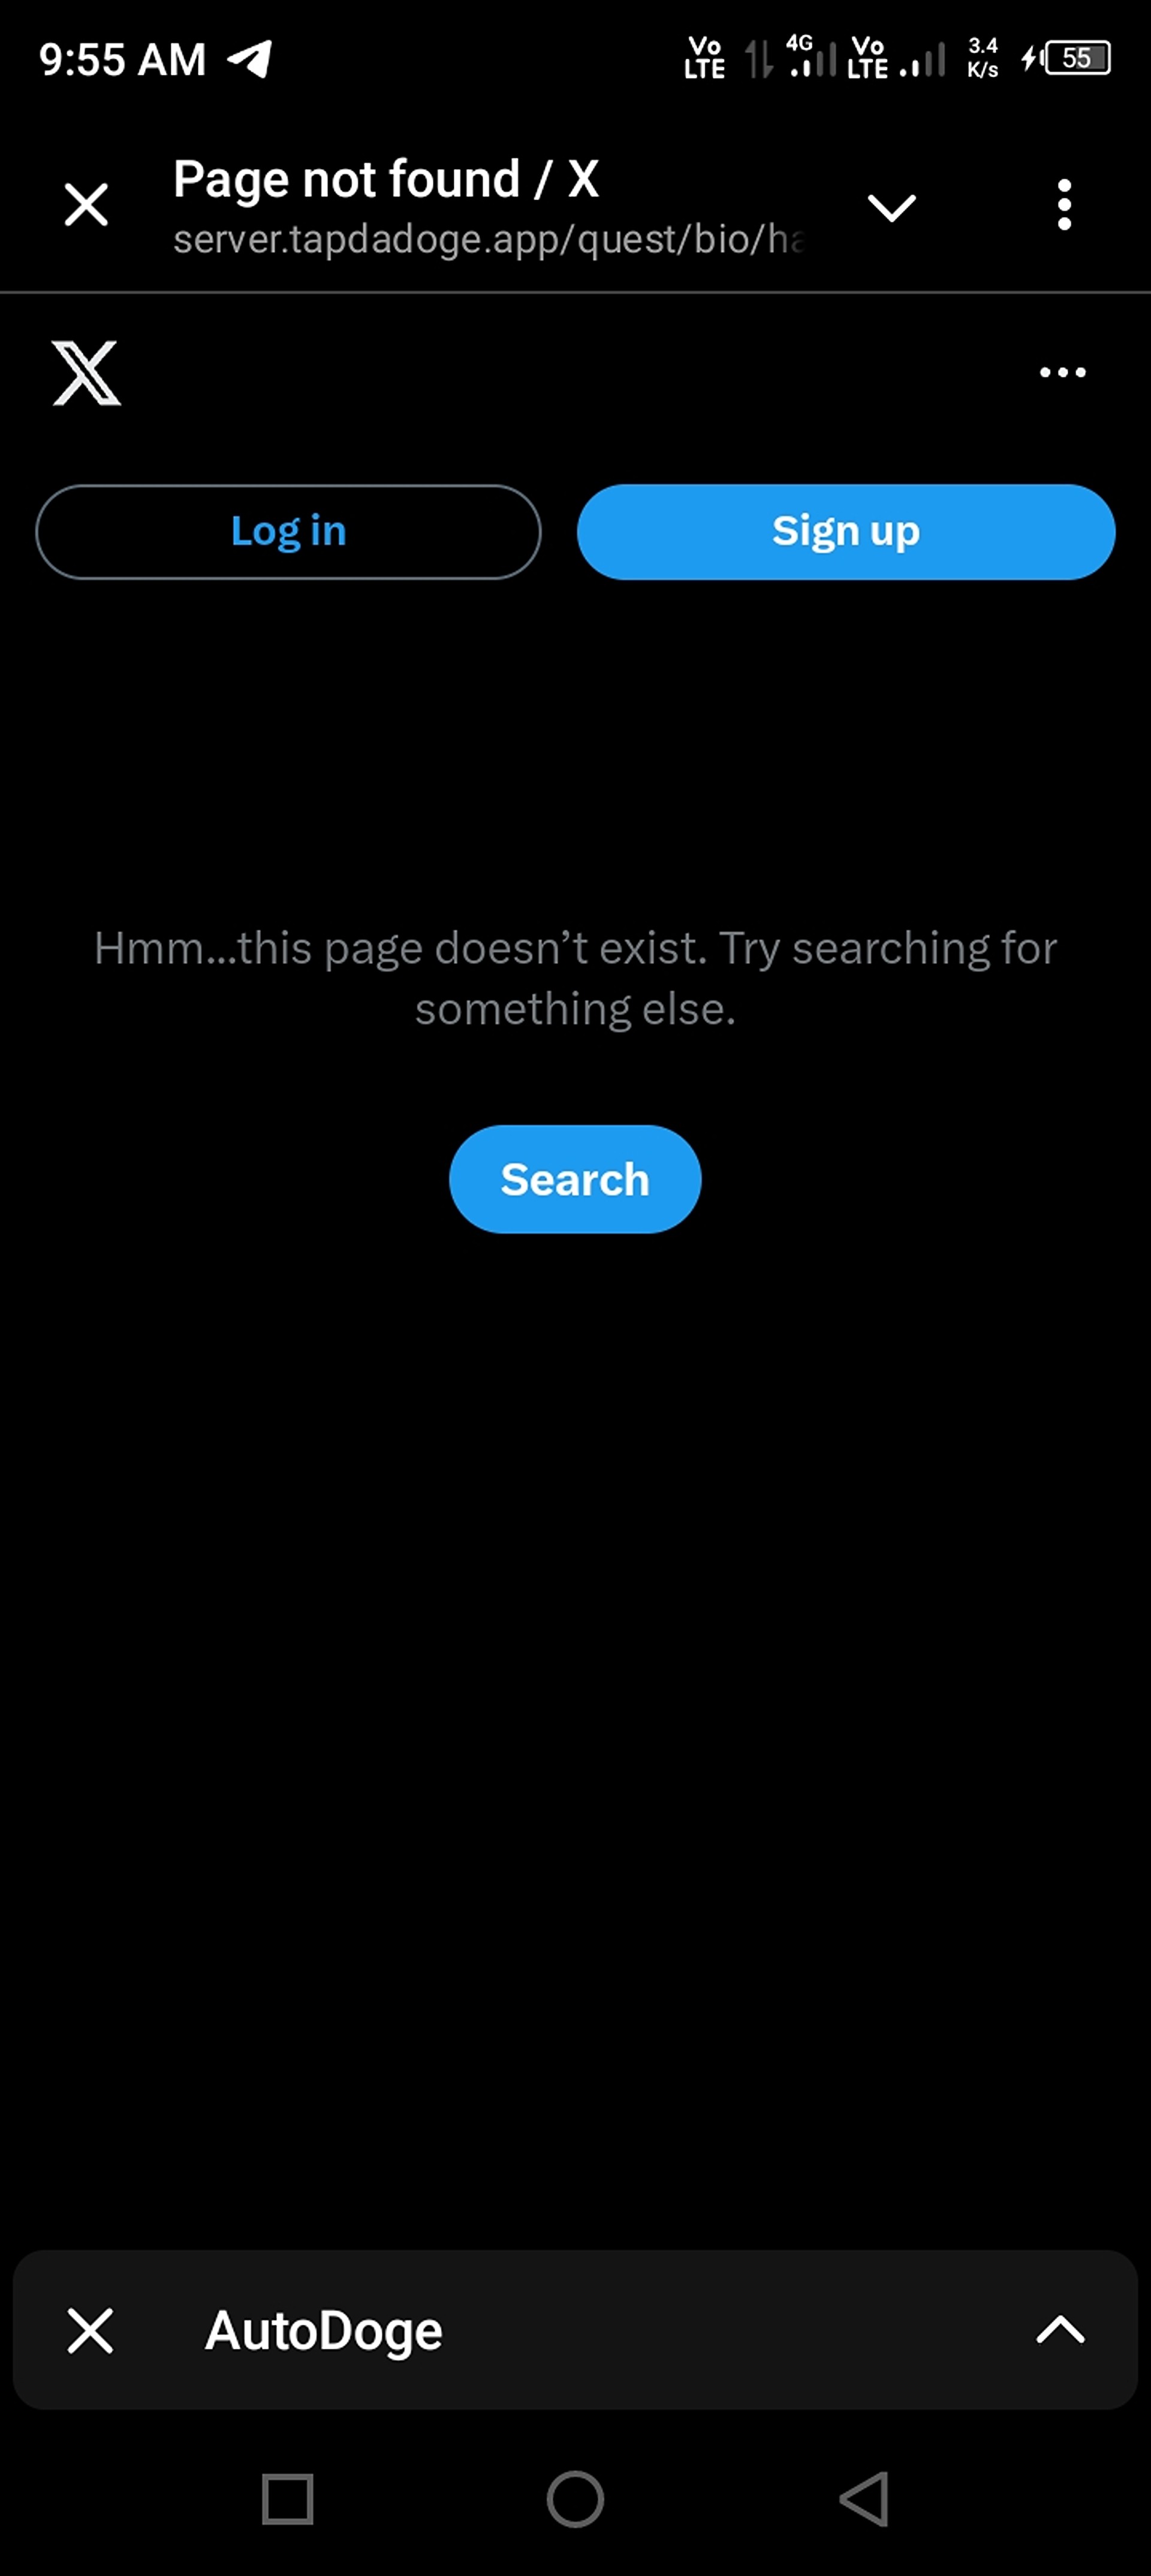 9:55 AM
Vo LTE 4G Vo LTE 3.4 K/s 55
Page not found / X
server.tapdadoge.app/quest/bio/ha
Log in
Sign up
Hmm...this page doesn’t exist. Try searching for
something else.
Search
AutoDoge